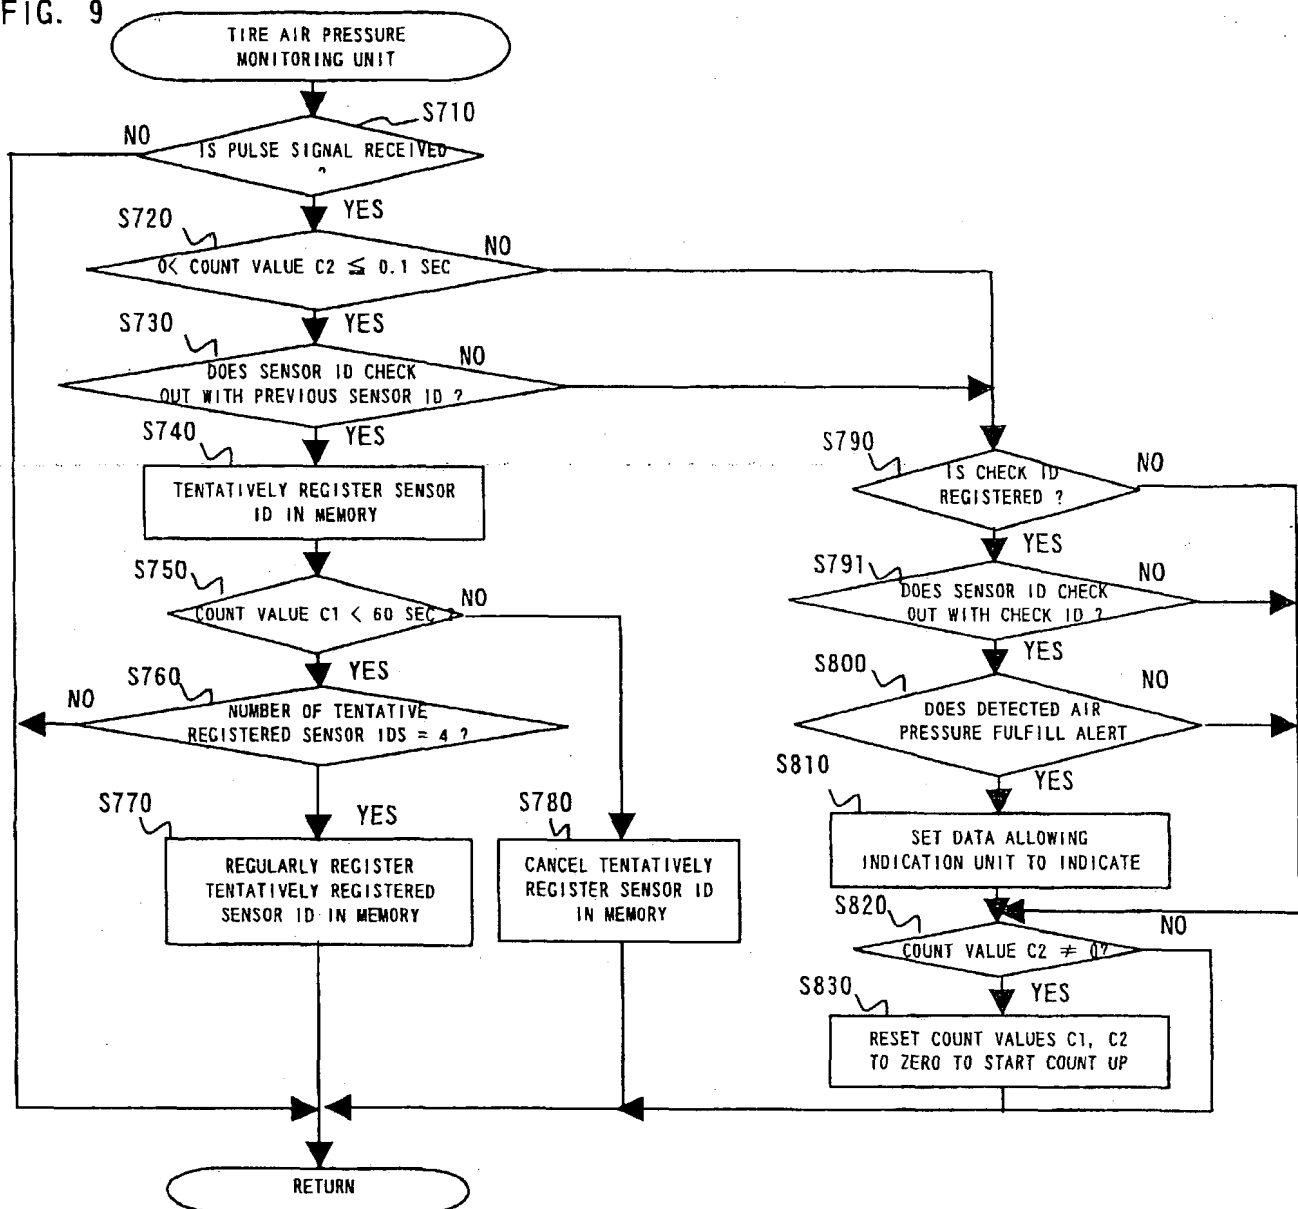 FIG. 9
TIRE AIR PRESSURE
MONITORING UNIT
S710
NO
IS PULSE SIGNAL RECEIVED
?
YES
S720
NO
0< COUNT VALUE C2 ≦ 0.1 SEC
YES
S730
NO
DOES SENSOR ID CHECK
OUT WITH PREVIOUS SENSOR ID ?
YES
S740
TENTATIVELY REGISTER SENSOR
ID IN MEMORY
S750
NO
COUNT VALUE C1 < 60 SEC ?
YES
S760
NO
NUMBER OF TENTATIVE
REGISTERED SENSOR IDS = 4 ?
YES
S770
REGULARLY REGISTER
TENTATIVELY REGISTERED
SENSOR ID IN MEMORY
S780
CANCEL TENTATIVELY
REGISTER SENSOR ID
IN MEMORY
S790
NO
IS CHECK ID
REGISTERED ?
YES
S791
NO
DOES SENSOR ID CHECK
OUT WITH CHECK ID ?
YES
S800
NO
DOES DETECTED AIR
PRESSURE FULFILL ALERT
YES
S810
SET DATA ALLOWING
INDICATION UNIT TO INDICATE
S820
NO
COUNT VALUE C2 ≠ 0?
YES
S830
RESET COUNT VALUES C1, C2
TO ZERO TO START COUNT UP
RETURN